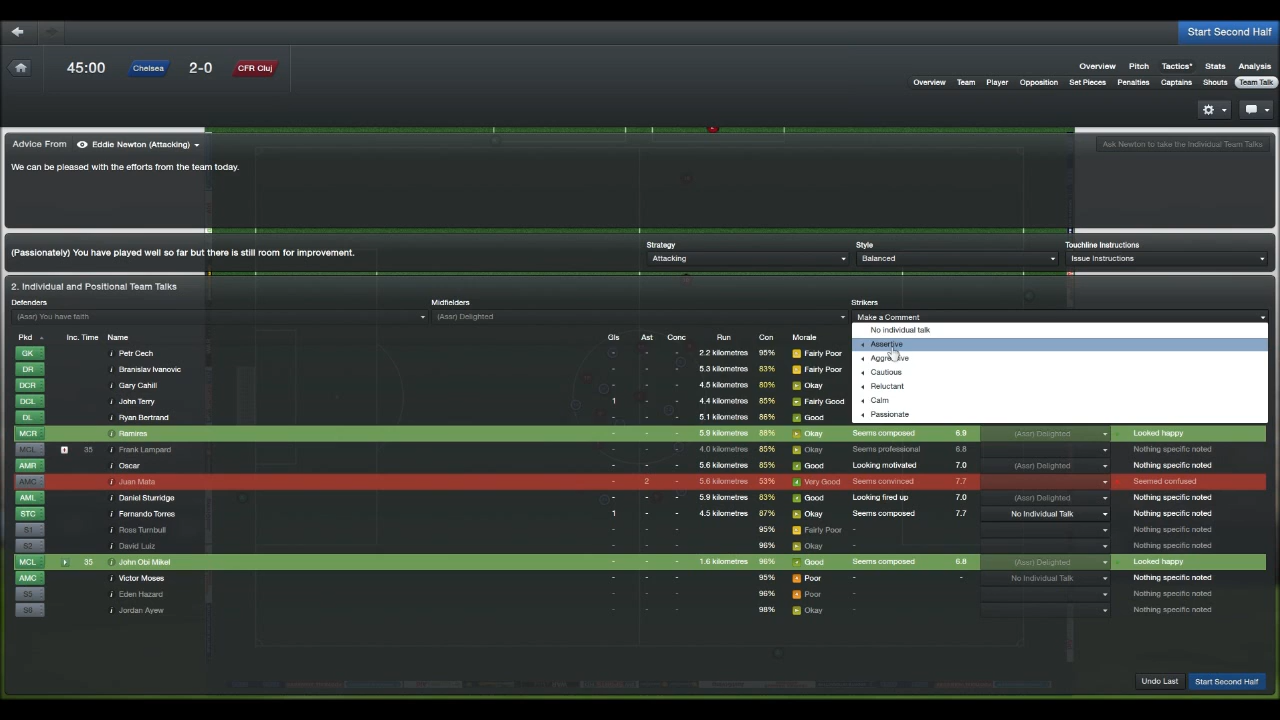 Start Second Half
45:00 Chelsea 2-0 CFR Cluj
Overview Pitch Tactics* Stats Analysis
Overview Team Player Opposition Set Pieces Penalties Captains Shouts Team Talk
Advice From Eddie Newton (Attacking)
Ask Newton to take the Individual Team Talks
We can be pleased with the efforts from the team today.
Strategy Style Touchline Instructions
(Passionately) You have played well so far but there is still room for improvement.
Attacking Balanced Issue Instructions
2. Individual and Positional Team Talks
Defenders Midfielders Strikers
(Assr) You have faith (Assr) Delighted Make a Comment
No individual talk
Assertive
Aggressive
Cautious
Reluctant
Calm
Passionate
Pkd Inc. Time Name Gls Ast Conc Run Con Morale
GK i Petr Cech - - - 2.2 kilometres 95% Fairly Poor
DR i Branislav Ivanovic - - - 5.3 kilometres 83% Fairly Poor
DCR i Gary Cahill - - - 4.5 kilometres 80% Okay
DCL i John Terry 1 - - 4.4 kilometres 85% Fairly Good
DL i Ryan Bertrand - - - 5.1 kilometres 86% Good
MCR i Ramires - - - 5.9 kilometres 88% Okay Seems composed 6.9 (Assr) Delighted Looked happy
MCL 35 i Frank Lampard - - - 4.0 kilometres 85% Okay Seems professional 6.8 Nothing specific noted
AMR i Oscar - - - 5.6 kilometres 85% Good Looking motivated 7.0 (Assr) Delighted Nothing specific noted
AMC i Juan Mata - 2 - 5.6 kilometres 53% Very Good Seems convinced 7.7 Seemed confused
AML i Daniel Sturridge - - - 5.9 kilometres 83% Good Looking fired up 7.0 (Assr) Delighted Nothing specific noted
STC i Fernando Torres 1 - - 4.5 kilometres 87% Okay Seems composed 7.7 No Individual Talk Nothing specific noted
S1 i Ross Turnbull - - - 95% Fairly Poor - Nothing specific noted
S2 i David Luiz - - - 96% Okay - Nothing specific noted
MCL 35 i John Obi Mikel - - - 1.6 kilometres 96% Good Seems composed 6.8 (Assr) Delighted Looked happy
AMC i Victor Moses - - - 95% Poor - - No Individual Talk Nothing specific noted
S5 i Eden Hazard - - - 96% Poor - Nothing specific noted
S8 i Jordan Ayew - - - 98% Okay - Nothing specific noted
Undo Last Start Second Half